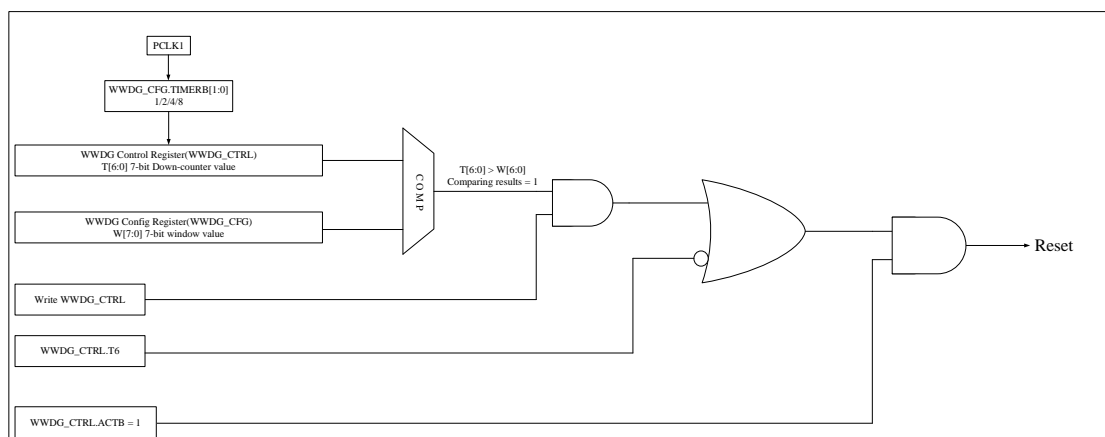 PCLK1
WWDG_CFG.TIMERB[1:0]
1/2/4/8
WWDG Control Register(WWDG_CTRL)
T[6:0] 7-bit Down-counter value
COMP
T[6:0] > W[6:0]
Comparing results = 1
WWDG Config Register(WWDG_CFG)
W[7:0] 7-bit window value
Reset
Write WWDG_CTRL
WWDG_CTRL.T6
WWDG_CTRL.ACTB = 1